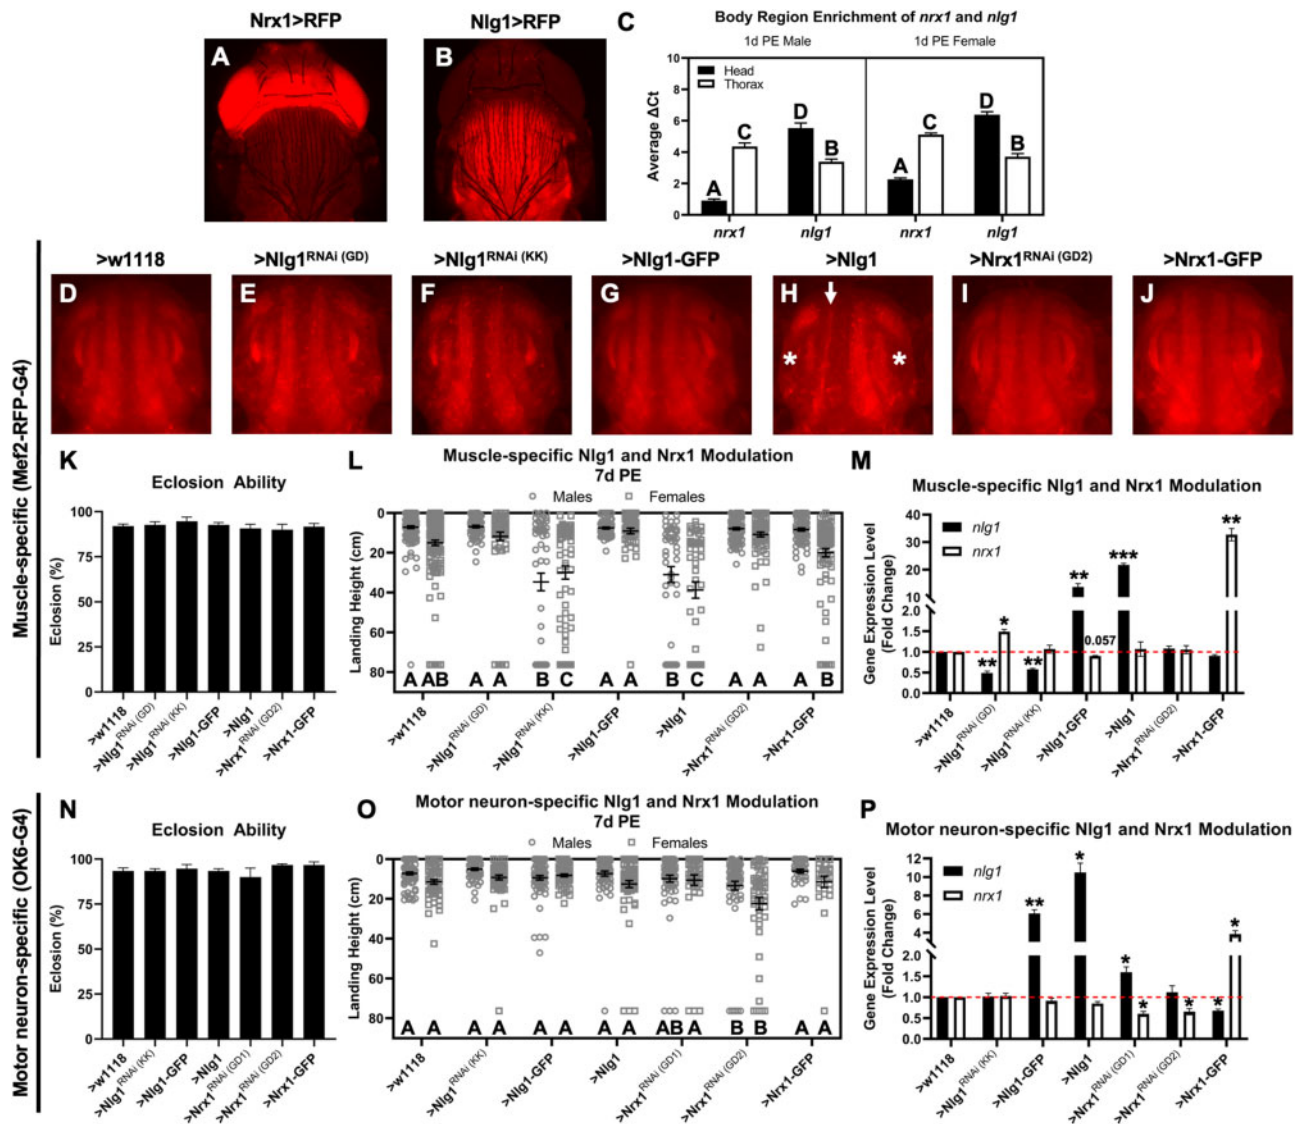 Nrx1>RFP
Nlg1>RFP
A
B
C
Body Region Enrichment of nrx1 and nlg1
1d PE Male
1d PE Female
Head
Thorax
Average ΔCt
10
8
6
4
2
0
A
C
D
B
A
C
D
B
nrx1
nlg1
nrx1
nlg1
Muscle-specific (Mef2-RFP-G4)
>w1118
>Nlg1RNAi (GD)
>Nlg1RNAi (KK)
>Nlg1-GFP
>Nlg1
>Nrx1RNAi (GD2)
>Nrx1-GFP
D
E
F
G
H
I
J
*
*
K
Eclosion Ability
Eclosion (%)
100
75
50
25
0
>w1118
>Nlg1RNAi (GD)
>Nlg1RNAi (KK)
>Nlg1-GFP
>Nlg1
>Nrx1RNAi (GD2)
>Nrx1-GFP
L
Muscle-specific Nlg1 and Nrx1 Modulation
7d PE
Males
Females
Landing Height (cm)
0
20
40
60
80
A
AB
A
A
B
C
A
A
B
C
A
A
A
B
>w1118
>Nlg1RNAi (GD)
>Nlg1RNAi (KK)
>Nlg1-GFP
>Nlg1
>Nrx1RNAi (GD2)
>Nrx1-GFP
M
Muscle-specific Nlg1 and Nrx1 Modulation
nlg1
nrx1
Gene Expression Level
(Fold Change)
40
30
20
10
2.0
1.5
1.0
0.5
0.0
**
*
**
**
0.057
***
**
>w1118
>Nlg1RNAi (GD)
>Nlg1RNAi (KK)
>Nlg1-GFP
>Nlg1
>Nrx1RNAi (GD2)
>Nrx1-GFP
Motor neuron-specific (OK6-G4)
N
Eclosion Ability
Eclosion (%)
100
75
50
25
0
>w1118
>Nlg1RNAi (KK)
>Nlg1-GFP
>Nlg1
>Nrx1RNAi (GD1)
>Nrx1RNAi (GD2)
>Nrx1-GFP
O
Motor neuron-specific Nlg1 and Nrx1 Modulation
7d PE
Males
Females
Landing Height (cm)
0
20
40
60
80
A
A
A
A
A
A
A
A
AB
A
B
B
A
A
>w1118
>Nlg1RNAi (KK)
>Nlg1-GFP
>Nlg1
>Nrx1RNAi (GD1)
>Nrx1RNAi (GD2)
>Nrx1-GFP
P
Motor neuron-specific Nlg1 and Nrx1 Modulation
nlg1
nrx1
Gene Expression Level
(Fold Change)
12
10
8
6
4
2.0
1.5
1.0
0.5
0.0
**
*
*
*
*
*
*
>w1118
>Nlg1RNAi (KK)
>Nlg1-GFP
>Nlg1
>Nrx1RNAi (GD1)
>Nrx1RNAi (GD2)
>Nrx1-GFP